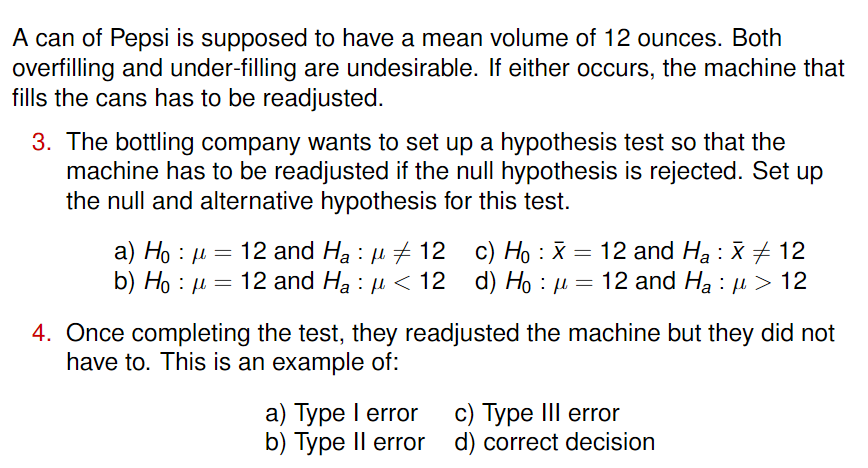 A can of Pepsi is supposed to have a mean volume of 12 ounces. Both
overfilling and under-filling are undesirable. If either occurs, the machine that
fills the cans has to be readjusted.
3. The bottling company wants to set up a hypothesis test so that the
machine has to be readjusted if the null hypothesis is rejected. Set up
the null and alternative hypothesis for this test.
a) H₀ : μ = 12 and Hₐ : μ ≠ 12 c) H₀ : x̄ = 12 and Hₐ : x̄ ≠ 12
b) H₀ : μ = 12 and Hₐ : μ < 12 d) H₀ : μ = 12 and Hₐ : μ > 12
4. Once completing the test, they readjusted the machine but they did not
have to. This is an example of:
a) Type I error c) Type III error
b) Type II error d) correct decision